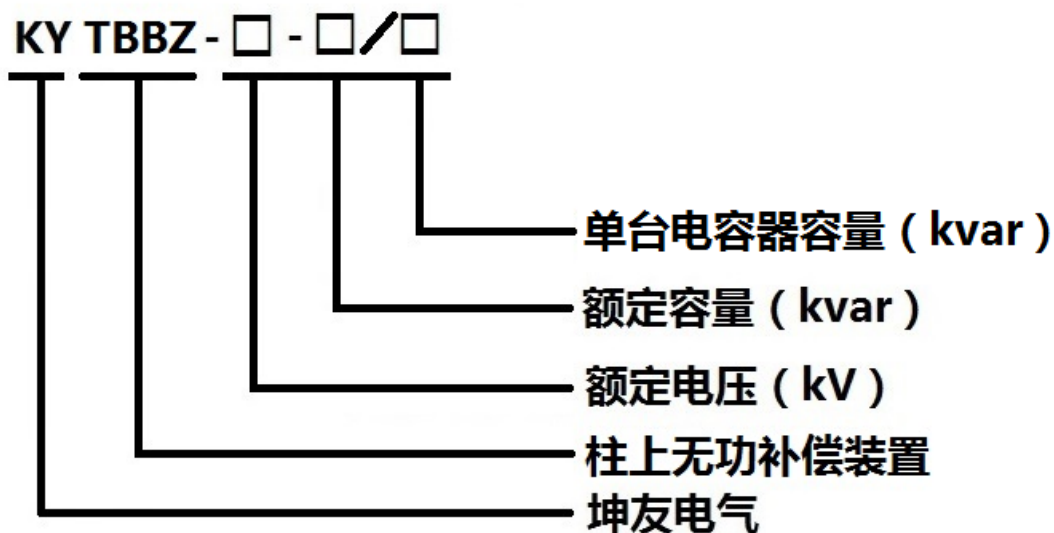 KY TBBZ-□-□/□
单台电容器容量（kvar）
额定容量（kvar）
额定电压（kV）
柱上无功补偿装置
坤友电气